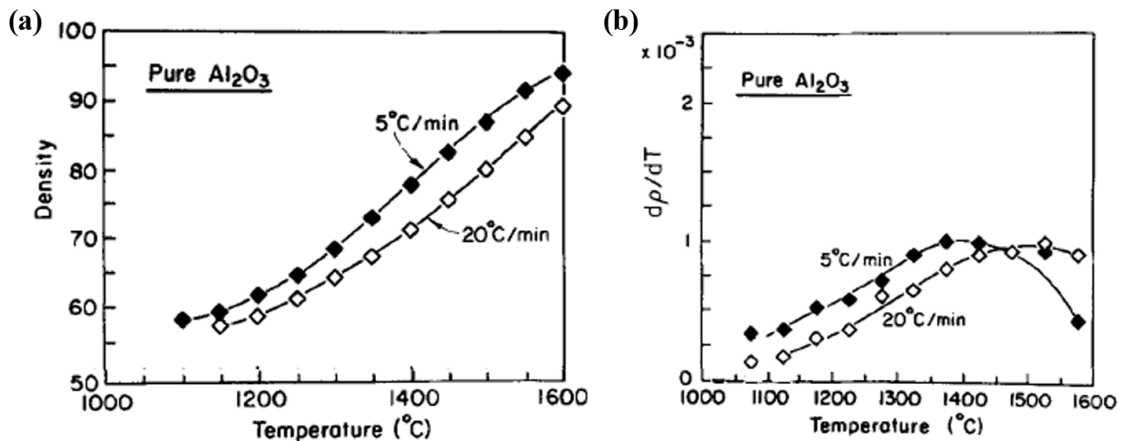 (a)
100
90
80
70
60
50
Density
Pure Al₂O₃
5°C/min
20°C/min
1000 1200 1400 1600
Temperature (°C)
(b)
x 10⁻³
2
1
0
dρ/dT
Pure Al₂O₃
5°C/min
20°C/min
1000 1100 1200 1300 1400 1500 1600
Temperature (°C)